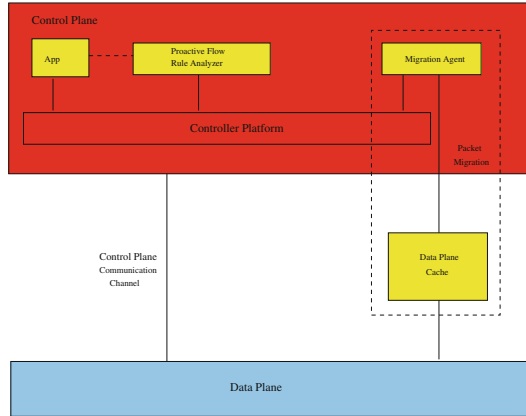 Control Plane
App
Proactive Flow
Rule Analyzer
Migration Agent
Controller Platform
Packet
Migration
Control Plane
Communication
Channel
Data Plane
Cache
Data Plane